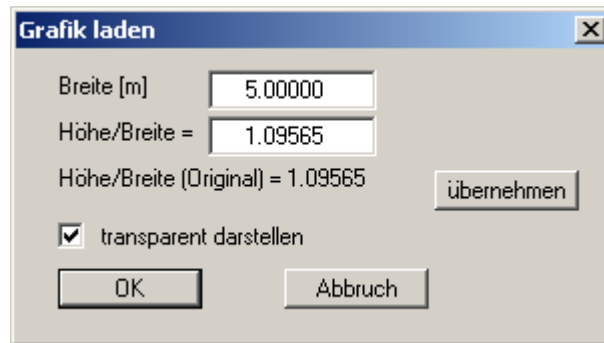 Grafik laden
Breite [m] 5.00000
Höhe/Breite = 1.09565
Höhe/Breite (Original) = 1.09565 übernehmen
transparent darstellen
OK Abbruch